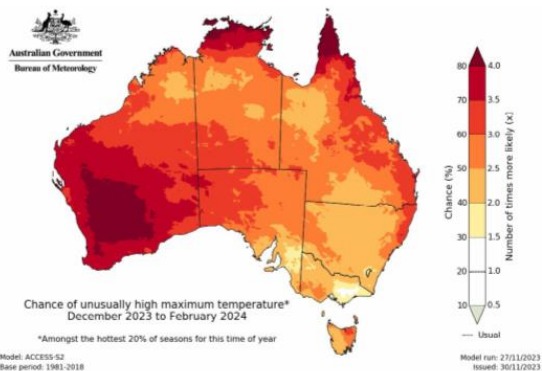 Australian Government
Bureau of Meteorology
80
70
60
50
40
30
20
10
Chance (%)
4.0
3.5
3.0
2.5
2.0
1.5
1.0
0.5
Number of times more likely (x)
Usual
Chance of unusually high maximum temperature*
December 2023 to February 2024
*Amongst the hottest 20% of seasons for this time of year
Model: ACCESS-S2
Base period: 1981-2018
Model run: 27/11/2023
Issued: 30/11/2023